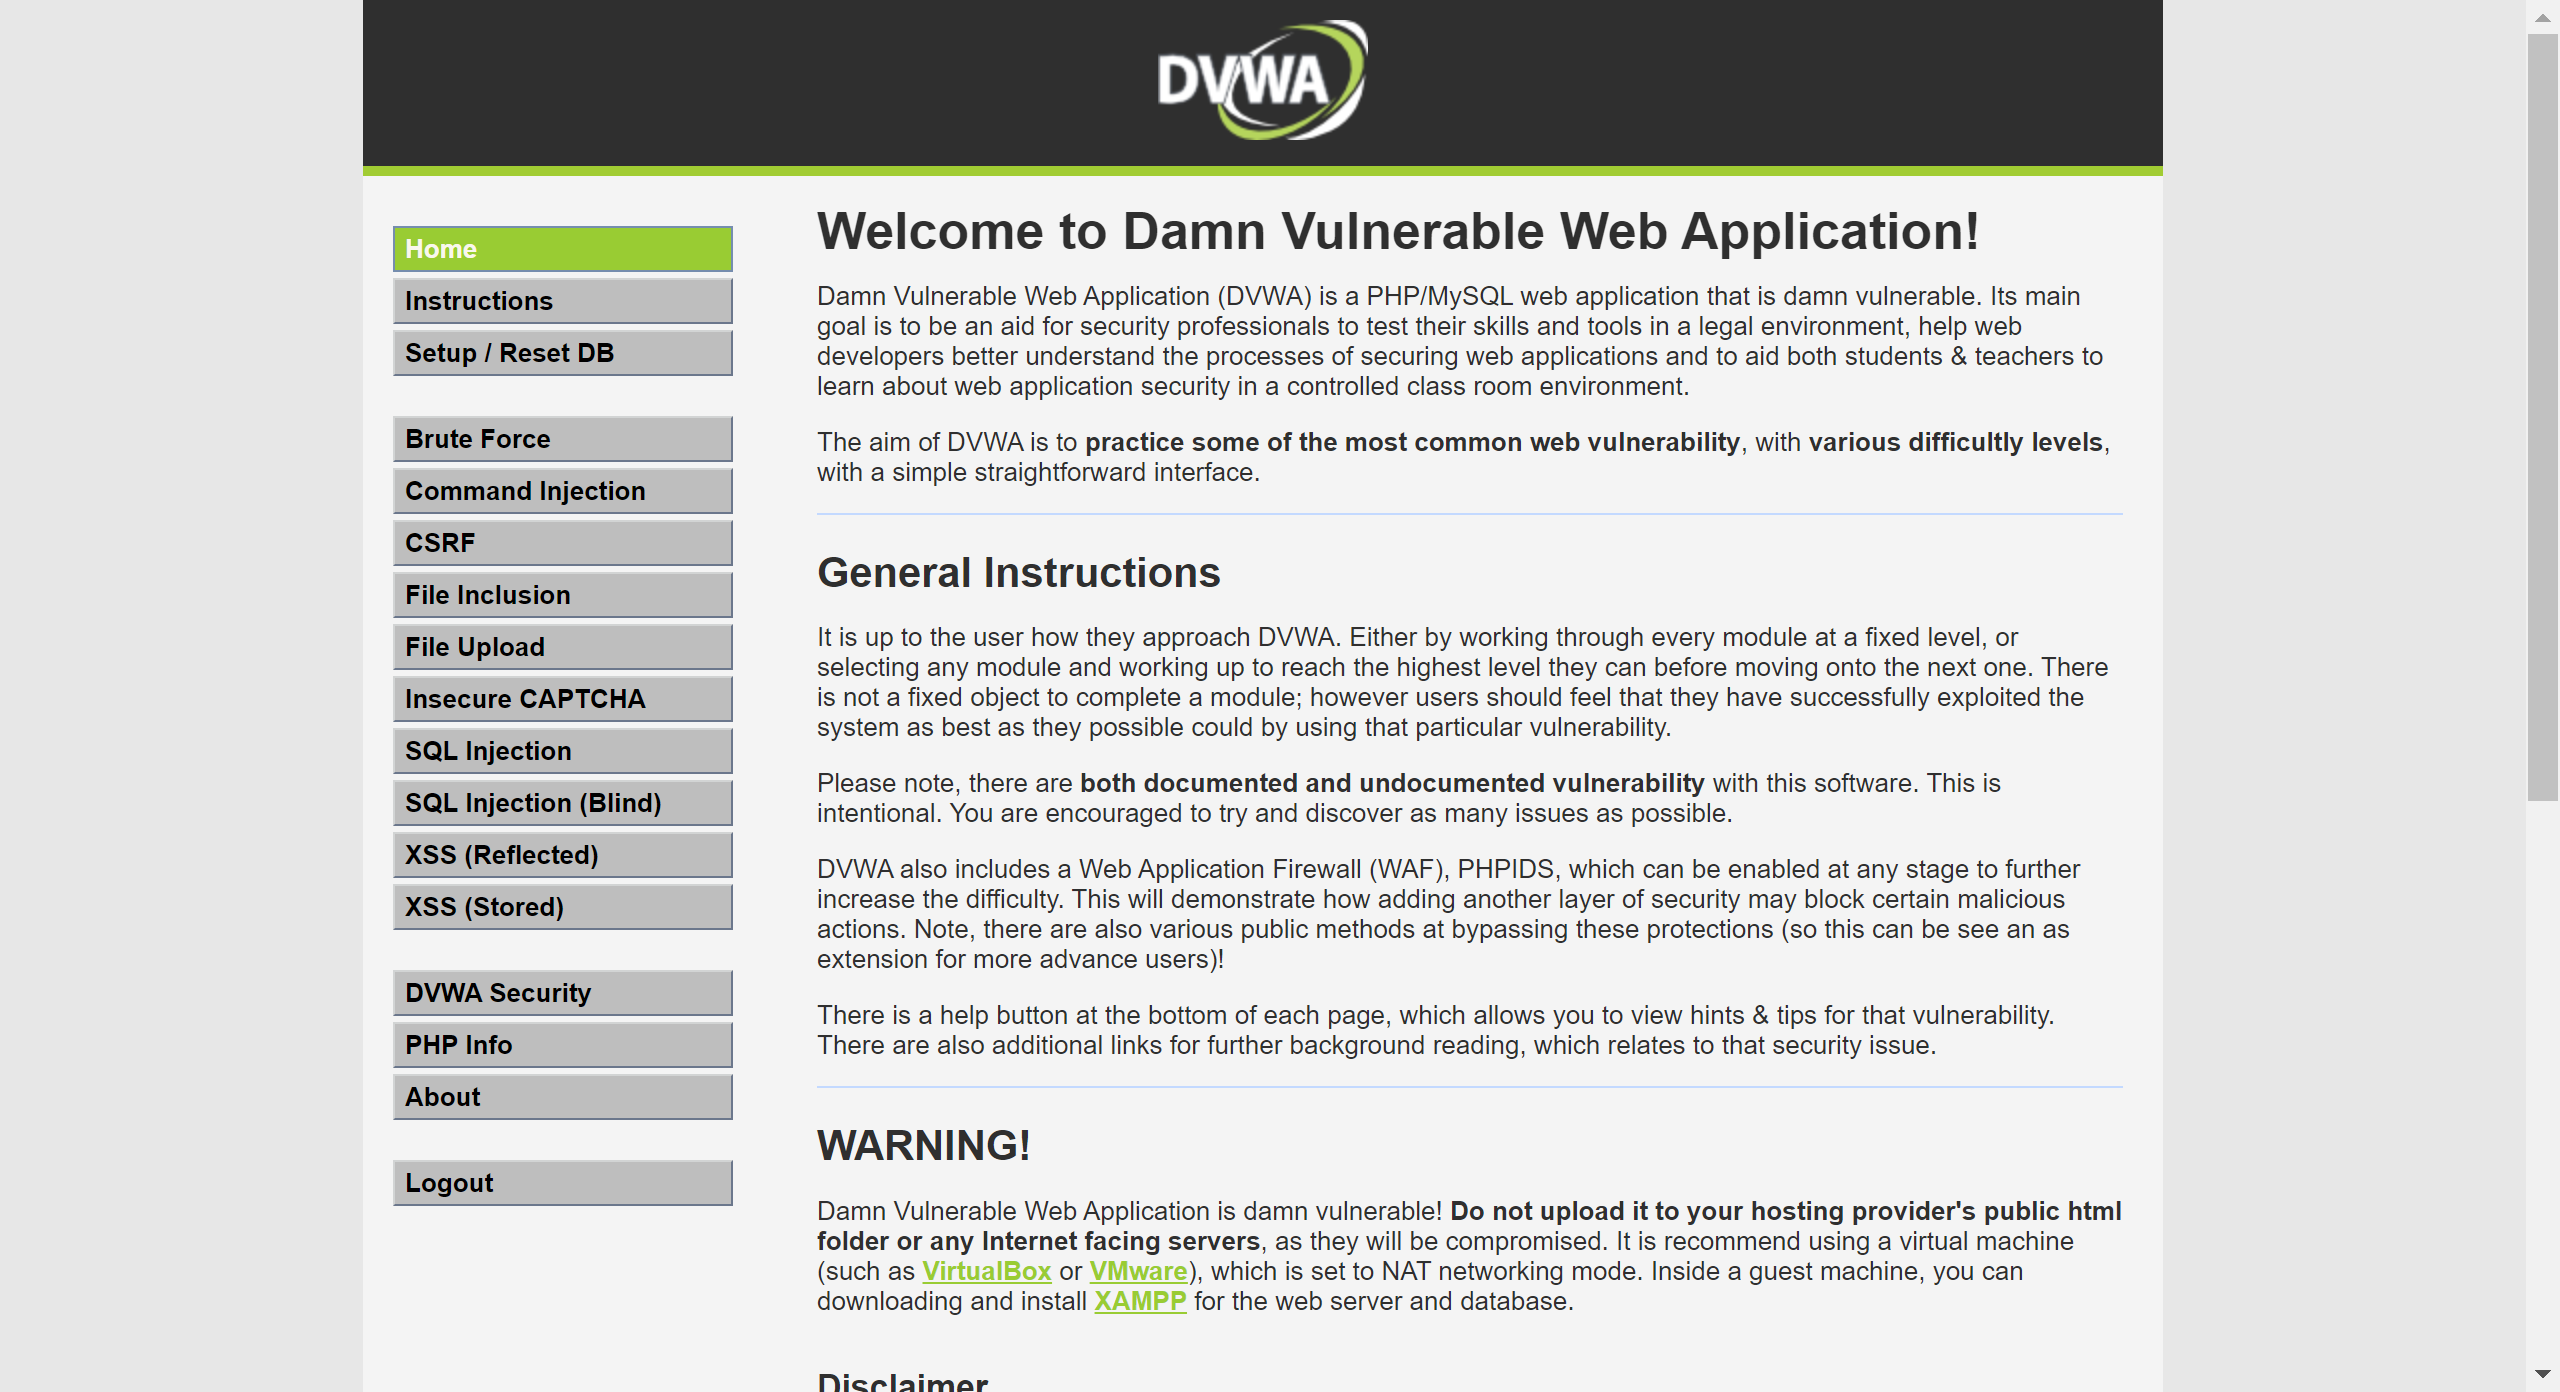 DVWA
Home
Instructions
Setup / Reset DB
Brute Force
Command Injection
CSRF
File Inclusion
File Upload
Insecure CAPTCHA
SQL Injection
SQL Injection (Blind)
XSS (Reflected)
XSS (Stored)
DVWA Security
PHP Info
About
Logout
Welcome to Damn Vulnerable Web Application!
Damn Vulnerable Web Application (DVWA) is a PHP/MySQL web application that is damn vulnerable. Its main
goal is to be an aid for security professionals to test their skills and tools in a legal environment, help web
developers better understand the processes of securing web applications and to aid both students & teachers to
learn about web application security in a controlled class room environment.
The aim of DVWA is to practice some of the most common web vulnerability, with various difficultly levels,
with a simple straightforward interface.
General Instructions
It is up to the user how they approach DVWA. Either by working through every module at a fixed level, or
selecting any module and working up to reach the highest level they can before moving onto the next one. There
is not a fixed object to complete a module; however users should feel that they have successfully exploited the
system as best as they possible could by using that particular vulnerability.
Please note, there are both documented and undocumented vulnerability with this software. This is
intentional. You are encouraged to try and discover as many issues as possible.
DVWA also includes a Web Application Firewall (WAF), PHPIDS, which can be enabled at any stage to further
increase the difficulty. This will demonstrate how adding another layer of security may block certain malicious
actions. Note, there are also various public methods at bypassing these protections (so this can be see an as
extension for more advance users)!
There is a help button at the bottom of each page, which allows you to view hints & tips for that vulnerability.
There are also additional links for further background reading, which relates to that security issue.
WARNING!
Damn Vulnerable Web Application is damn vulnerable! Do not upload it to your hosting provider's public html
folder or any Internet facing servers, as they will be compromised. It is recommend using a virtual machine
(such as VirtualBox or VMware), which is set to NAT networking mode. Inside a guest machine, you can
downloading and install XAMPP for the web server and database.
Disclaimer